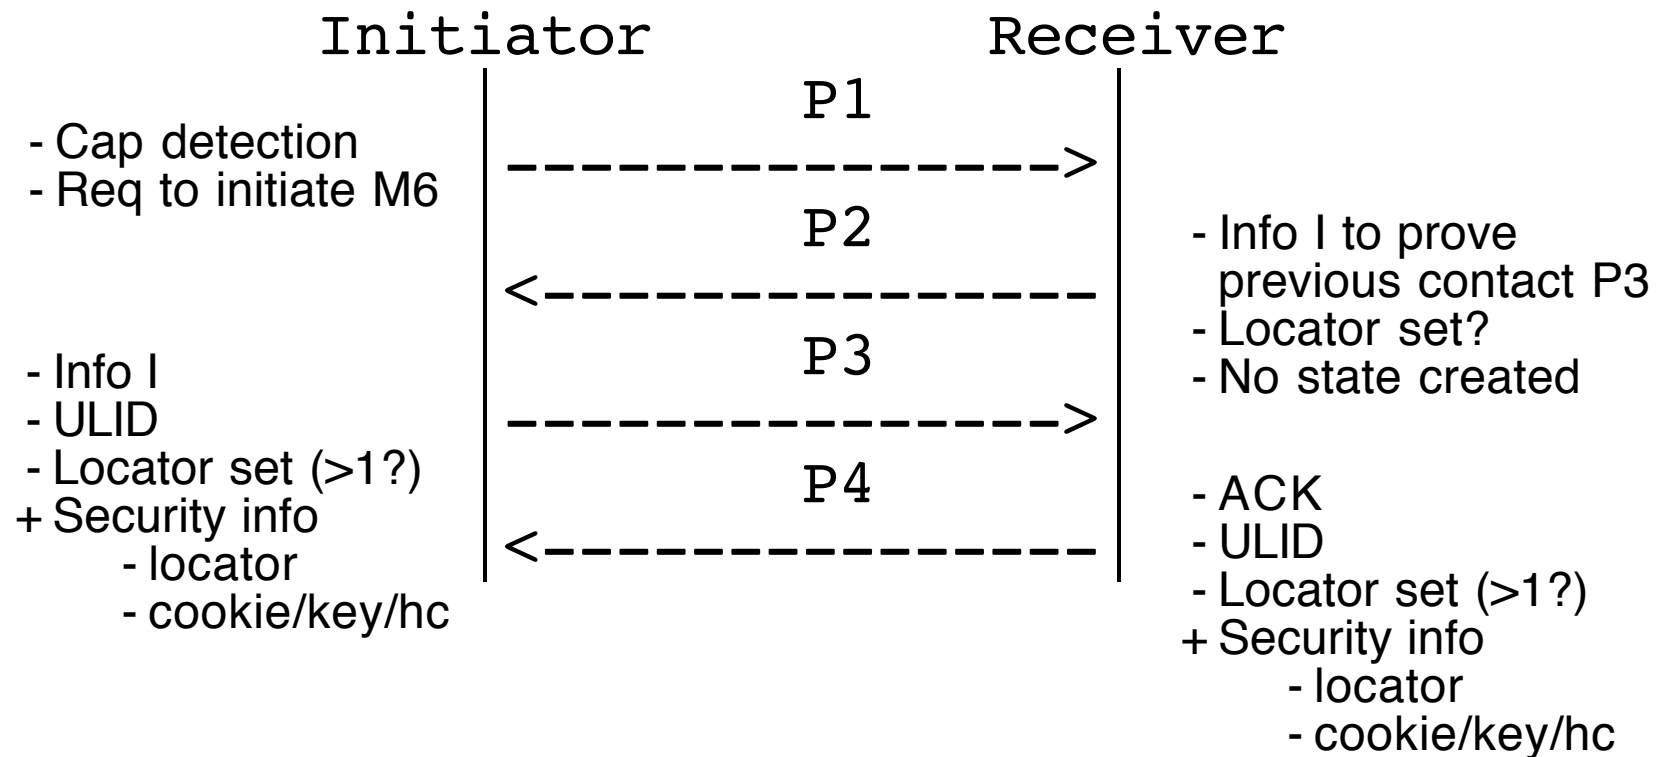 Initiator Receiver
P1
- Cap detection
- Req to initiate M6
--------------->
P2
- Info I to prove
previous contact P3
- Locator set?
- No state created
<---------------
P3
- Info I
- ULID
- Locator set (>1?)
+ Security info
- locator
- cookie/key/hc
--------------->
P4
- ACK
- ULID
- Locator set (>1?)
+ Security info
- locator
- cookie/key/hc
<---------------